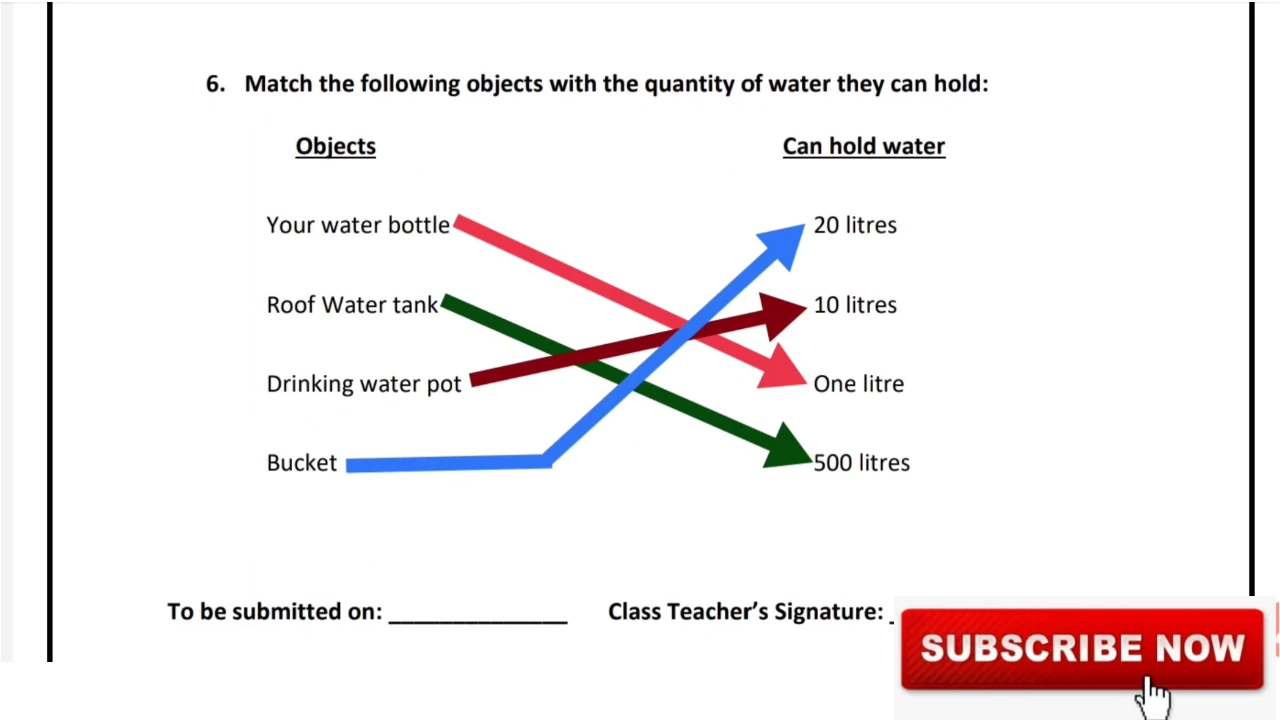 6. Match the following objects with the quantity of water they can hold:
Objects Can hold water
Your water bottle 20 litres
Roof Water tank 10 litres
Drinking water pot One litre
Bucket 500 litres
To be submitted on: ______________ Class Teacher’s Signature: _
SUBSCRIBE NOW